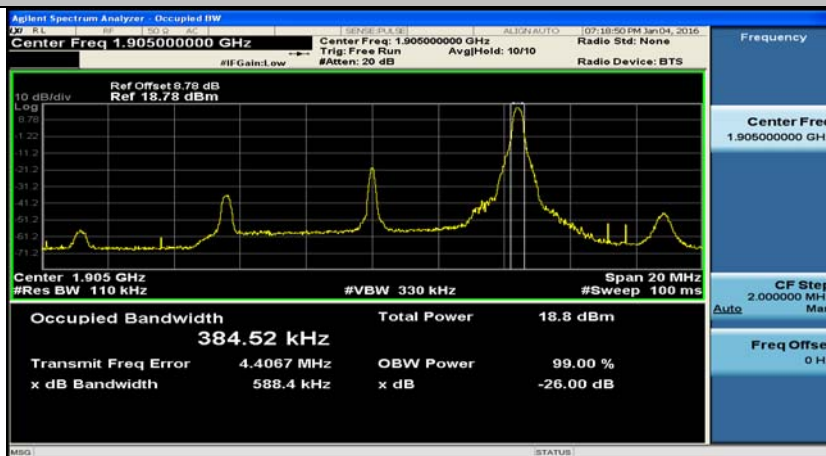 Agilent Spectrum Analyzer - Occupied BW
RL RF 50 Ω AC SENSE:PULSE ALIGN AUTO 07:18:50 PM Jan 04, 2016
Center Freq 1.905000000 GHz Center Freq: 1.905000000 GHz Radio Std: None Frequency
Trig: Free Run Avg|Hold: 10/10
#IFGain:Low #Atten: 20 dB Radio Device: BTS
Ref Offset 8.78 dB
10 dB/div Ref 18.78 dBm
Log
8.78
-1.22
-11.2
-21.2
-31.2
-41.2
-51.2
-61.2
-71.2
Center Fre
1.905000000 GH
Center 1.905 GHz Span 20 MHz
#Res BW 110 kHz #VBW 330 kHz #Sweep 100 ms
CF Step
2.000000 MH
Auto Ma
Occupied Bandwidth Total Power 18.8 dBm
384.52 kHz
Transmit Freq Error 4.4067 MHz OBW Power 99.00 %
x dB Bandwidth 588.4 kHz x dB -26.00 dB
Freq Offse
0 H
MSG STATUS